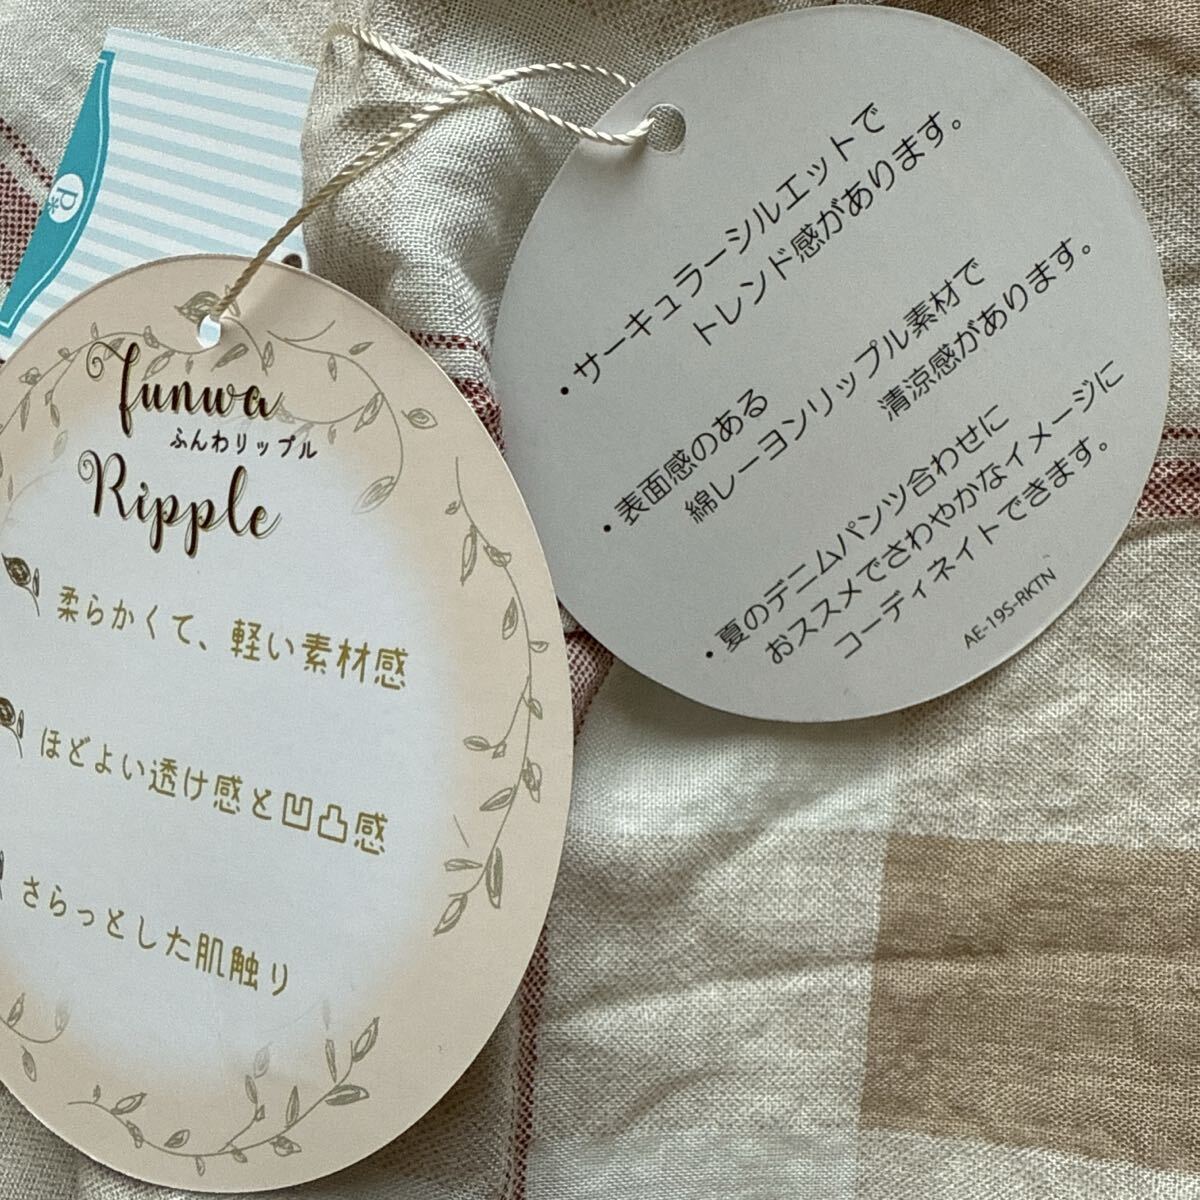 p*
funwa
ふんわリップル
Ripple
柔らかくて、軽い素材感
ほどよい透け感と凹凸感
さらっとした肌触り
・サーキュラーシルエットで
トレンド感があります。
・表面感のある
綿レーヨンリップル素材で
清涼感があります。
・夏のデニムパンツ合わせに
おススメでさわやかなイメージに
コーディネイトできます。
AE-19S-RKTN